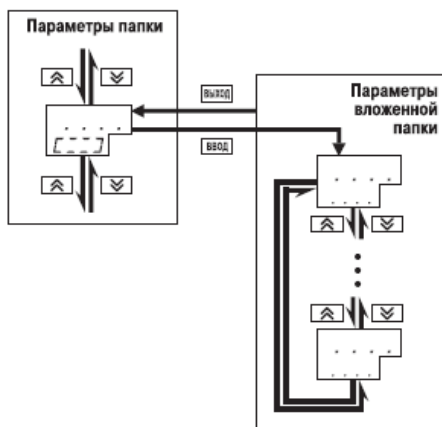 Параметры папки
выход
ввод
Параметры
вложенной
папки